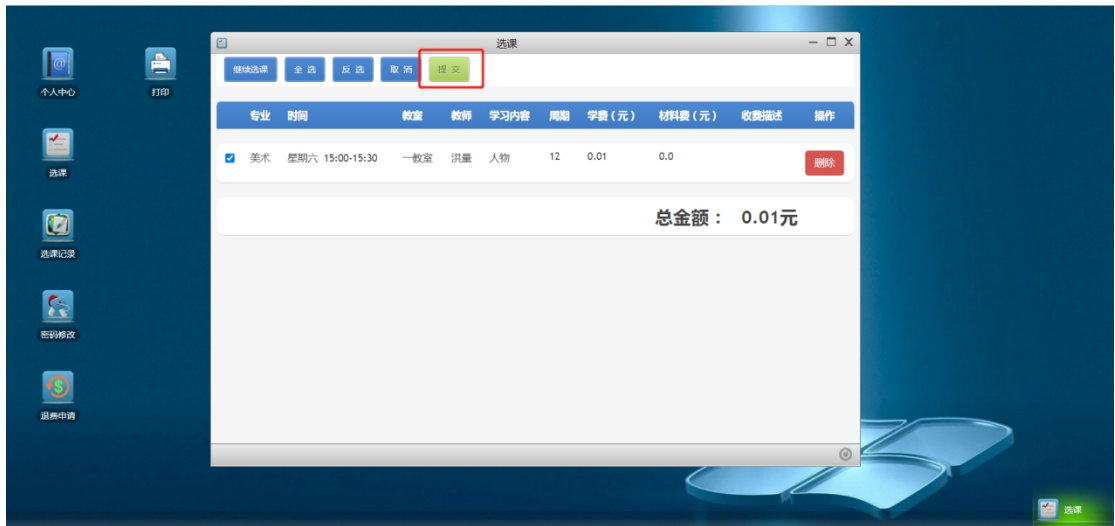 选课
继续选课 全选 反选 取消 提交
个人中心 打印
专业 时间 教室 教师 学习内容 周期 学费(元) 材料费(元) 收费描述 操作
美术 星期六 15:00-15:30 一教室 洪量 人物 12 0.01 0.0 删除
选课
总金额: 0.01元
选课记录
密码修改
退费申请
选课